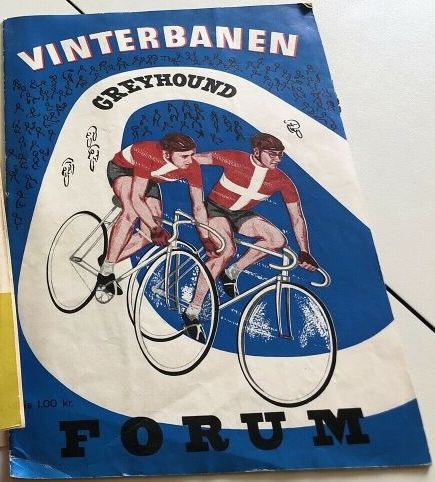 VINTERBANEN
GREYHOUND
1.00 kr.
FORUM